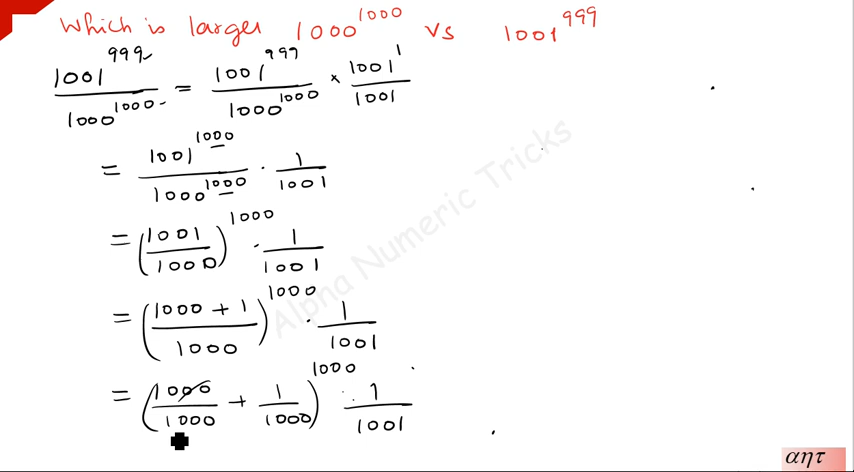 Which is larger 1000^1000 vs 1001^999
1001^999 / 1000^1000 = 1001^999 / 1000^1000 × 1001^1 / 1001
= 1001^1000 / 1000^1000 · 1 / 1001
= (1001 / 1000)^1000 · 1 / 1001
= (1000 + 1 / 1000)^1000 · 1 / 1001
= (1000 / 1000 + 1 / 1000)^1000 · 1 / 1001
Alpha Numeric Tricks
αητ